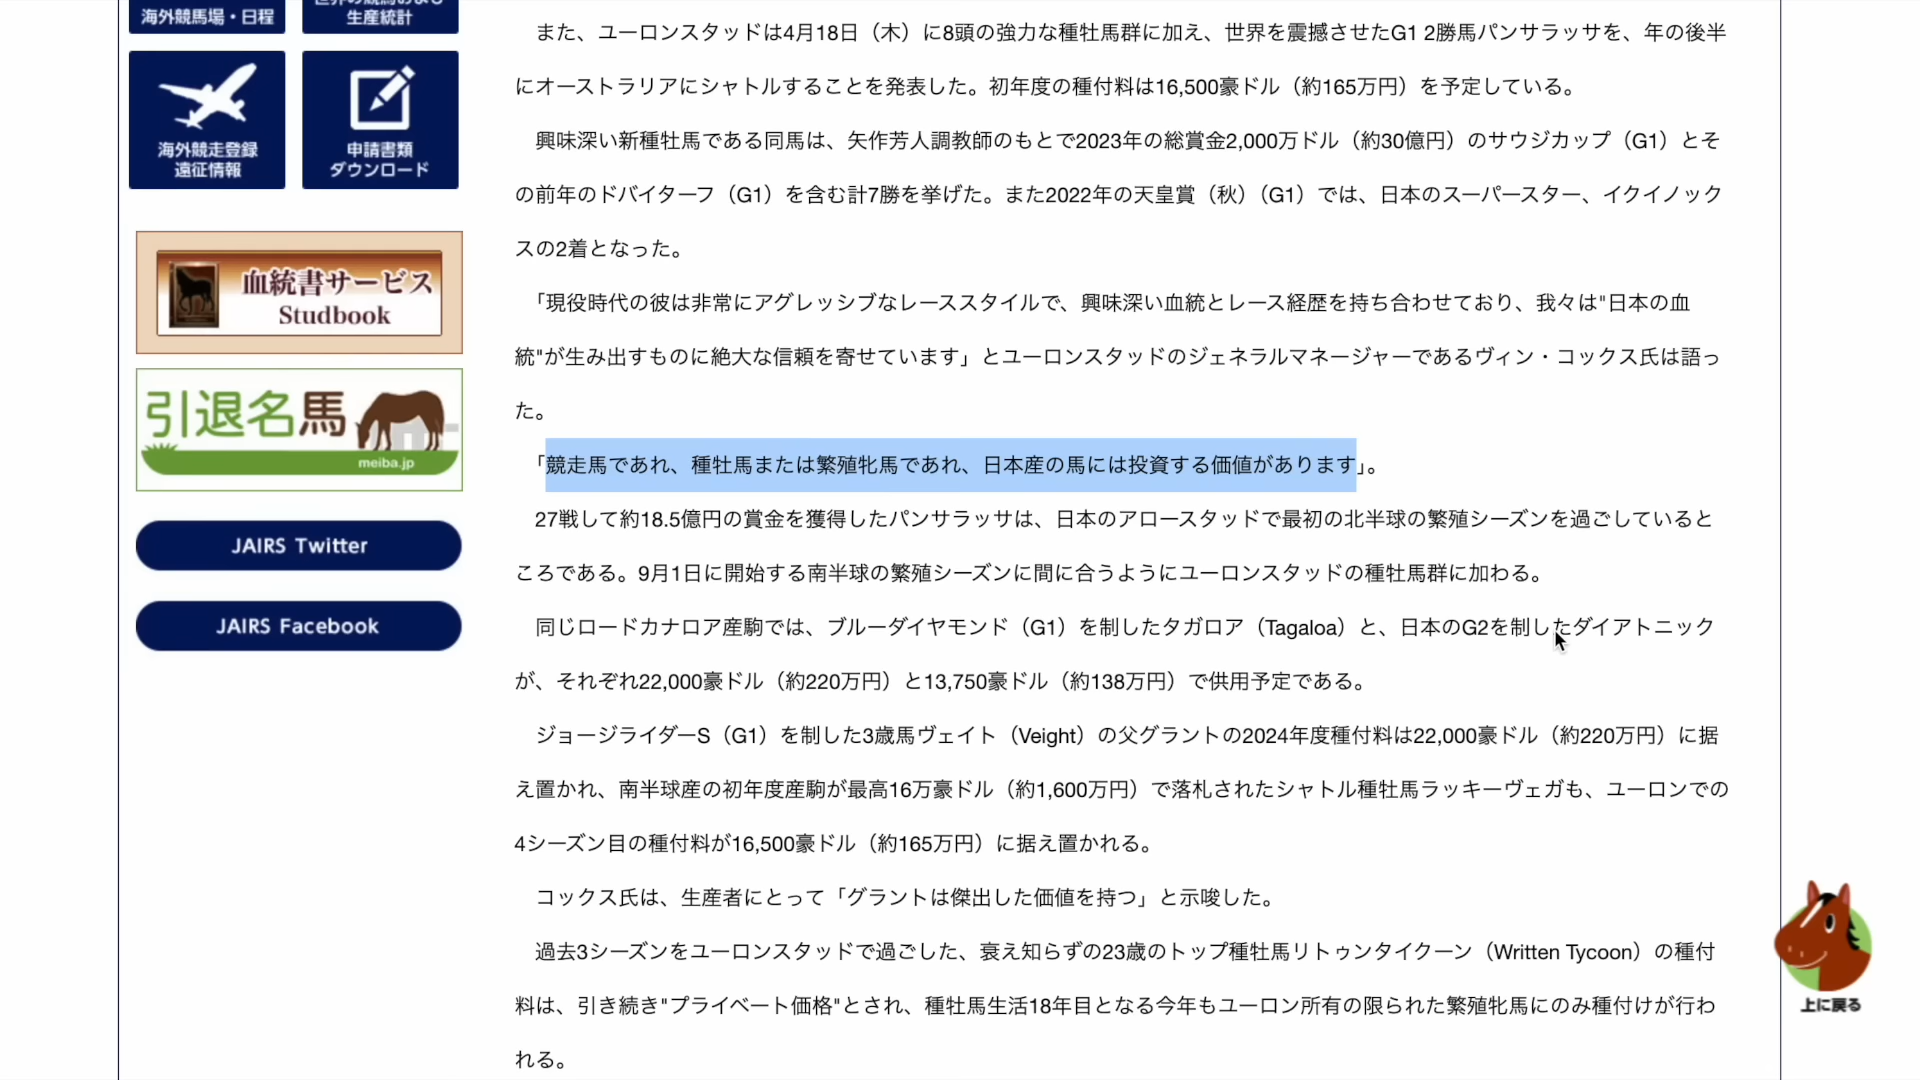 海外競馬場・日程
世界の競馬および
生産統計
海外競走登録
遠征情報
申請書類
ダウンロード
血統書サービス
Studbook
引退名馬
meiba.jp
JAIRS Twitter
JAIRS Facebook
また、ユーロンスタッドは4月18日（木）に8頭の強力な種牡馬群に加え、世界を震撼させたG1 2勝馬パンサラッサを、年の後半
にオーストラリアにシャトルすることを発表した。初年度の種付料は16,500豪ドル（約165万円）を予定している。
興味深い新種牡馬である同馬は、矢作芳人調教師のもとで2023年の総賞金2,000万ドル（約30億円）のサウジカップ（G1）とそ
の前年のドバイターフ（G1）を含む計7勝を挙げた。また2022年の天皇賞（秋）（G1）では、日本のスーパースター、イクイノック
スの2着となった。
「現役時代の彼は非常にアグレッシブなレーススタイルで、興味深い血統とレース経歴を持ち合わせており、我々は"日本の血
統"が生み出すものに絶大な信頼を寄せています」とユーロンスタッドのジェネラルマネージャーであるヴィン・コックス氏は語っ
た。
「競走馬であれ、種牡馬または繁殖牝馬であれ、日本産の馬には投資する価値があります」。
27戦して約18.5億円の賞金を獲得したパンサラッサは、日本のアロースタッドで最初の北半球の繁殖シーズンを過ごしていると
ころである。9月1日に開始する南半球の繁殖シーズンに間に合うようにユーロンスタッドの種牡馬群に加わる。
同じロードカナロア産駒では、ブルーダイヤモンド（G1）を制したタガロア（Tagaloa）と、日本のG2を制したダイアトニック
が、それぞれ22,000豪ドル（約220万円）と13,750豪ドル（約138万円）で供用予定である。
ジョージライダーS（G1）を制した3歳馬ヴェイト（Veight）の父グラントの2024年度種付料は22,000豪ドル（約220万円）に据
え置かれ、南半球産の初年度産駒が最高16万豪ドル（約1,600万円）で落札されたシャトル種牡馬ラッキーヴェガも、ユーロンでの
4シーズン目の種付料が16,500豪ドル（約165万円）に据え置かれる。
コックス氏は、生産者にとって「グラントは傑出した価値を持つ」と示唆した。
過去3シーズンをユーロンスタッドで過ごした、衰え知らずの23歳のトップ種牡馬リトゥンタイクーン（Written Tycoon）の種付
料は、引き続き"プライベート価格"とされ、種牡馬生活18年目となる今年もユーロン所有の限られた繁殖牝馬にのみ種付けが行わ
れる。
上に戻る